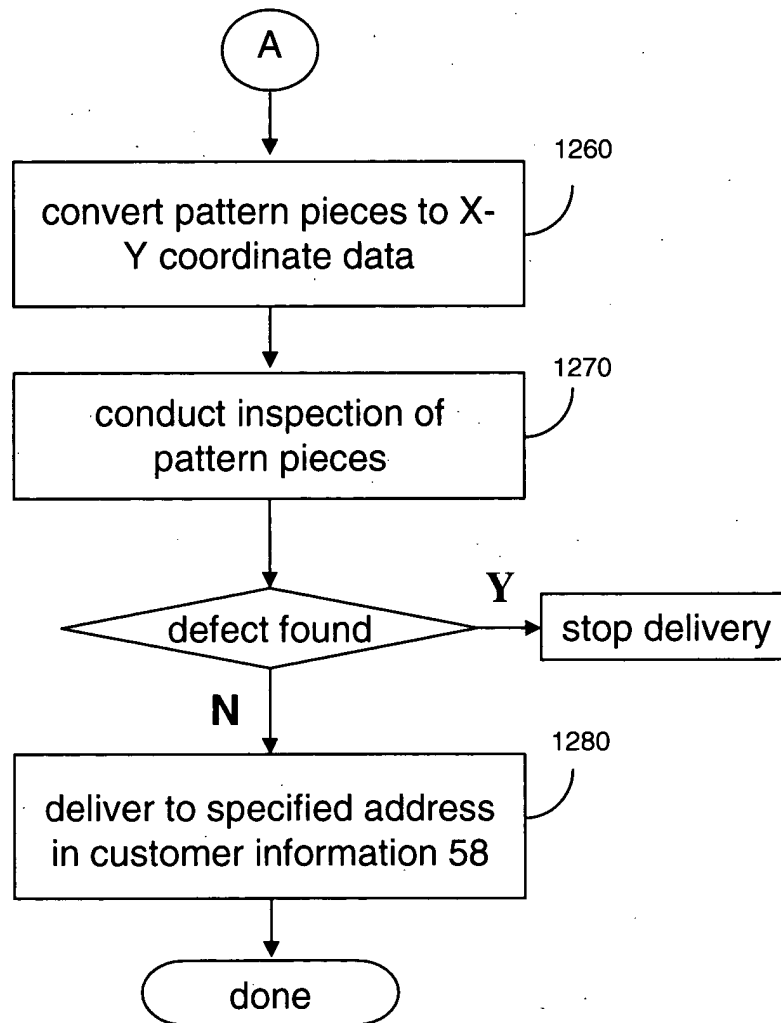 A
1260
convert pattern pieces to X-
Y coordinate data
1270
conduct inspection of
pattern pieces
defect found
Y
stop delivery
N
1280
deliver to specified address
in customer information 58
done